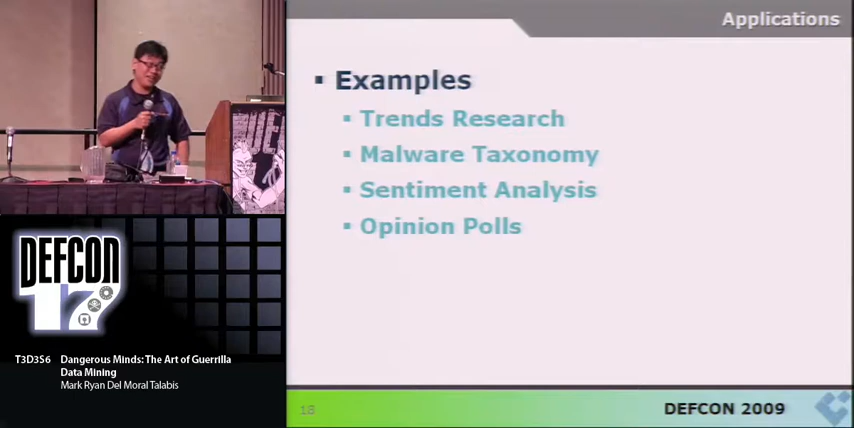 Applications
▪ Examples
▪ Trends Research
▪ Malware Taxonomy
▪ Sentiment Analysis
▪ Opinion Polls
DEFCON
17
T3D3S6 Dangerous Minds: The Art of Guerrilla
Data Mining
Mark Ryan Del Moral Talabis
18 DEFCON 2009